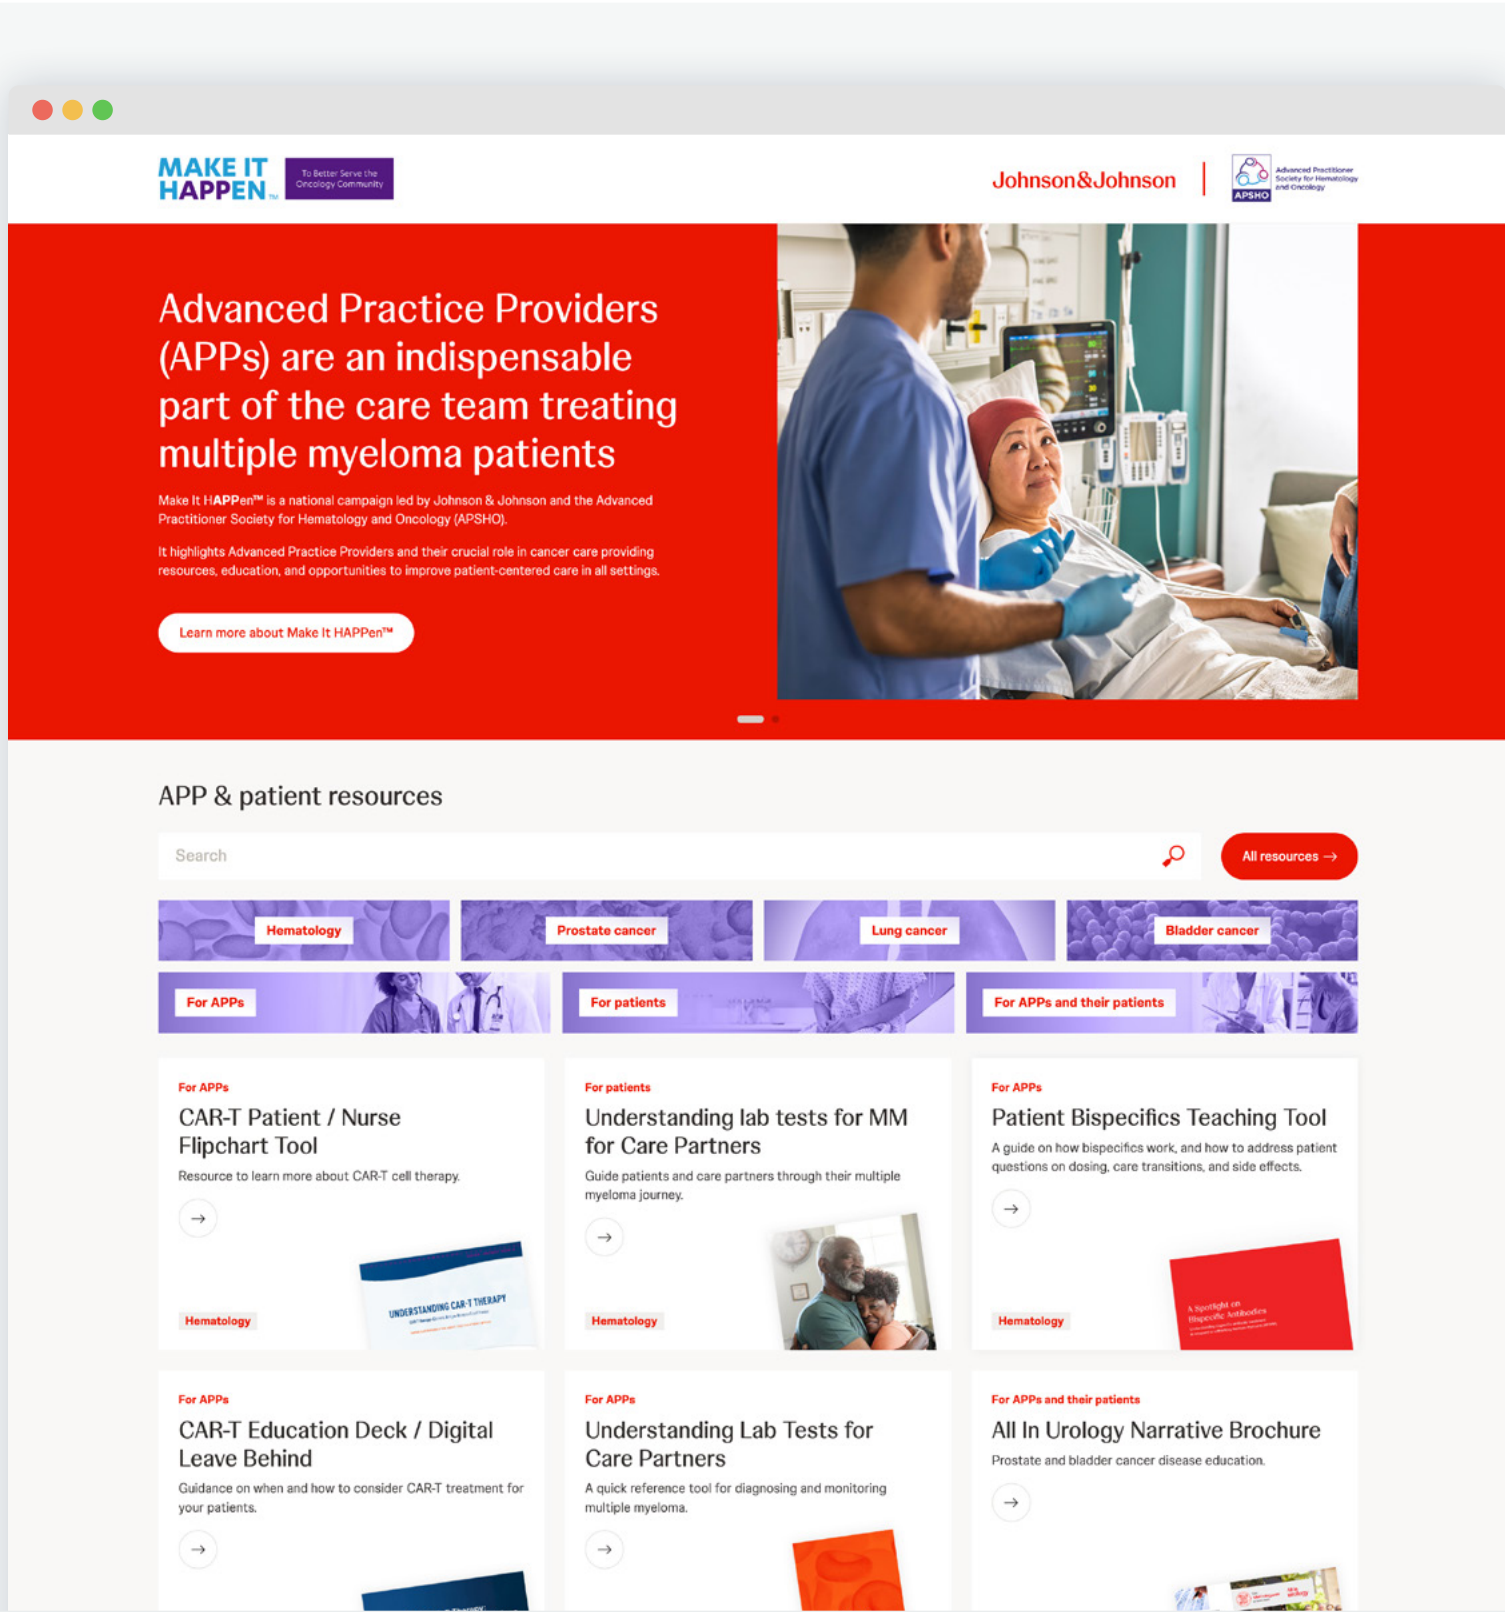 MAKE IT
HAPPEN™
To Better Serve the
Oncology Community
Johnson&Johnson
APSHO
Advanced Practitioner
Society for Hematology
and Oncology
Advanced Practice Providers
(APPs) are an indispensable
part of the care team treating
multiple myeloma patients
Make It HAPPen™ is a national campaign led by Johnson & Johnson and the Advanced
Practitioner Society for Hematology and Oncology (APSHO).
It highlights Advanced Practice Providers and their crucial role in cancer care providing
resources, education, and opportunities to improve patient-centered care in all settings.
Learn more about Make It HAPPen™
APP & patient resources
Search
All resources →
Hematology
Prostate cancer
Lung cancer
Bladder cancer
For APPs
For patients
For APPs and their patients
For APPs
CAR-T Patient / Nurse
Flipchart Tool
Resource to learn more about CAR-T cell therapy.
UNDERSTANDING CAR-T THERAPY
Hematology
For patients
Understanding lab tests for MM
for Care Partners
Guide patients and care partners through their multiple
myeloma journey.
Hematology
For APPs
Patient Bispecifics Teaching Tool
A guide on how bispecifics work, and how to address patient
questions on dosing, care transitions, and side effects.
A Spotlight on
Bispecific Antibodies
Hematology
For APPs
CAR-T Education Deck / Digital
Leave Behind
Guidance on when and how to consider CAR-T treatment for
your patients.
For APPs
Understanding Lab Tests for
Care Partners
A quick reference tool for diagnosing and monitoring
multiple myeloma.
For APPs and their patients
All In Urology Narrative Brochure
Prostate and bladder cancer disease education.